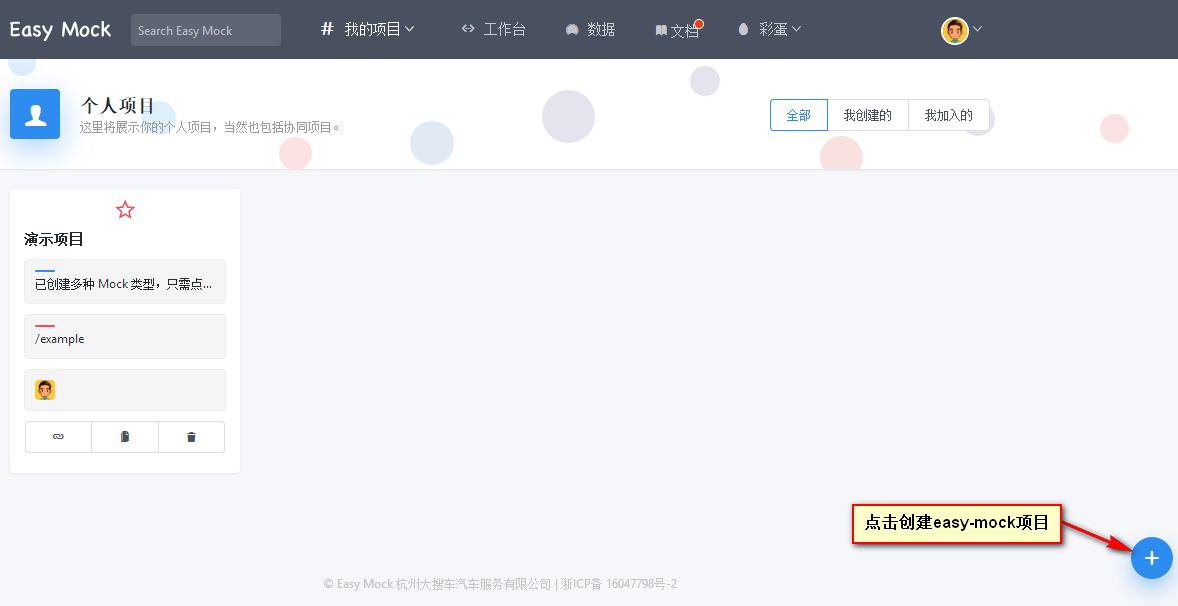 Easy Mock
Search Easy Mock
# 我的项目
工作台
数据
文档
彩蛋
个人项目
这里将展示你的个人项目，当然也包括协同项目。
全部
我创建的
我加入的
演示项目
已创建多种 Mock 类型，只需点...
/example
点击创建easy-mock项目
+
© Easy Mock 杭州大搜车汽车服务有限公司 | 浙ICP备 16047798号-2